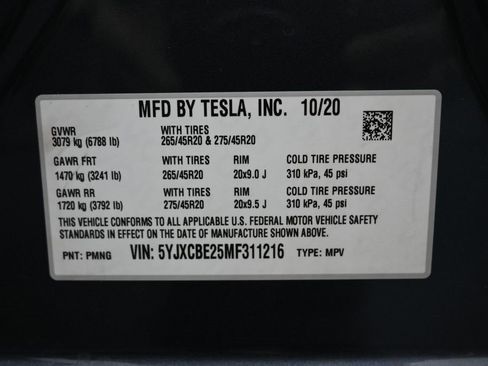 MFD BY TESLA, INC. 10/20
GVWR WITH TIRES
3079 kg (6788 lb) 265/45R20 & 275/45R20
GAWR FRT WITH TIRES RIM COLD TIRE PRESSURE
1470 kg (3241 lb) 265/45R20 20x9.0 J 310 kPa, 45 psi
GAWR RR WITH TIRES RIM COLD TIRE PRESSURE
1720 kg (3792 lb) 275/45R20 20x9.5 J 310 kPa, 45 psi
THIS VEHICLE CONFORMS TO ALL APPLICABLE U.S. FEDERAL MOTOR VEHICLE SAFETY
STANDARDS IN EFFECT ON THE DATE OF MANUFACTURE SHOWN ABOVE.
PNT: PMNG VIN: 5YJXCBE25MF311216 TYPE: MPV